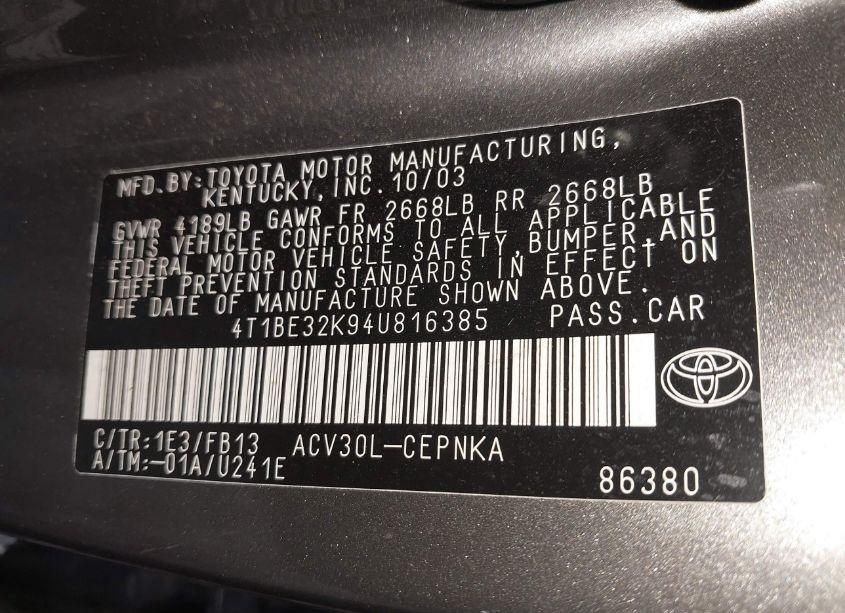 MFD.BY:TOYOTA MOTOR MANUFACTURING,
KENTUCKY,INC.10/03
GVWR 4189LB GAWR FR 2668LB RR 2668LB
THIS VEHICLE CONFORMS TO ALL APPLICABLE
FEDERAL MOTOR VEHICLE SAFETY,BUMPER,AND
THEFT PREVENTION STANDARDS IN EFFECT ON
THE DATE OF MANUFACTURE SHOWN ABOVE.
4T1BE32K94U816385 PASS.CAR
C/TR:1E3/FB13 ACV30L-CEPNKA
A/TM:-01A/U241E 86380